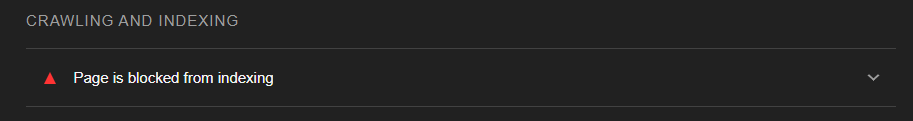 CRAWLING AND INDEXING
Page is blocked from indexing